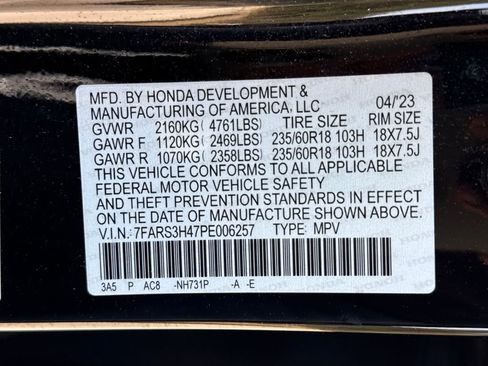 MFD. BY HONDA DEVELOPMENT &
MANUFACTURING OF AMERICA, LLC 04/'23
GVWR 2160KG( 4761LBS) TIRE SIZE RIM SIZE
GAWR F 1120KG( 2469LBS) 235/60R18 103H 18X7.5J
GAWR R 1070KG( 2358LBS) 235/60R18 103H 18X7.5J
THIS VEHICLE CONFORMS TO ALL APPLICABLE
FEDERAL MOTOR VEHICLE SAFETY
AND THEFT PREVENTION STANDARDS IN EFFECT
ON THE DATE OF MANUFACTURE SHOWN ABOVE.
V.I.N.: 7FARS3H47PE006257 TYPE: MPV
3A5 P AC8 -NH731P -A -E